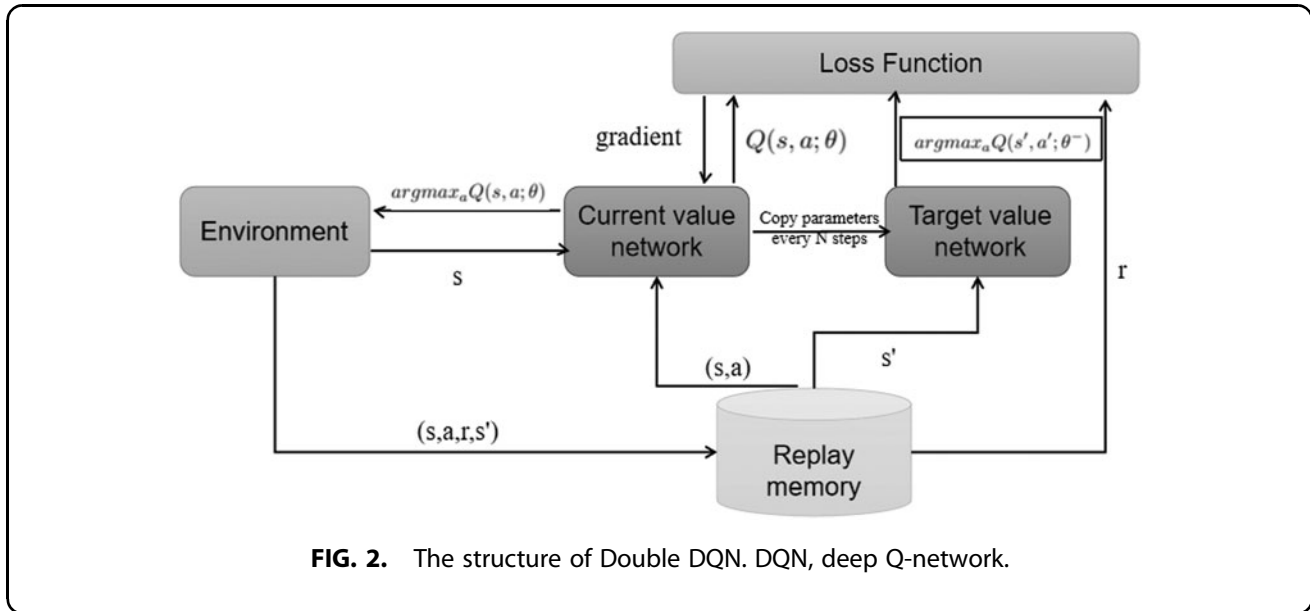 Loss Function
gradient
Q(s, a; θ)
argmax_a Q(s′, a′; θ⁻)
argmax_a Q(s, a; θ)
Environment
Current value
network
Copy parameters
every N steps
Target value
network
s
r
(s,a)
s'
(s,a,r,s')
Replay
memory
FIG. 2. The structure of Double DQN. DQN, deep Q-network.